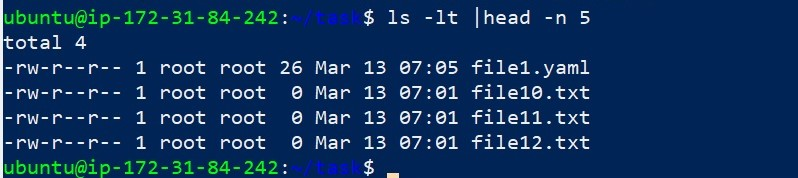 ubuntu@ip-172-31-84-242:~/task$ ls -lt |head -n 5
total 4
-rw-r--r-- 1 root root 26 Mar 13 07:05 file1.yaml
-rw-r--r-- 1 root root  0 Mar 13 07:01 file10.txt
-rw-r--r-- 1 root root  0 Mar 13 07:01 file11.txt
-rw-r--r-- 1 root root  0 Mar 13 07:01 file12.txt
ubuntu@ip-172-31-84-242:~/task$